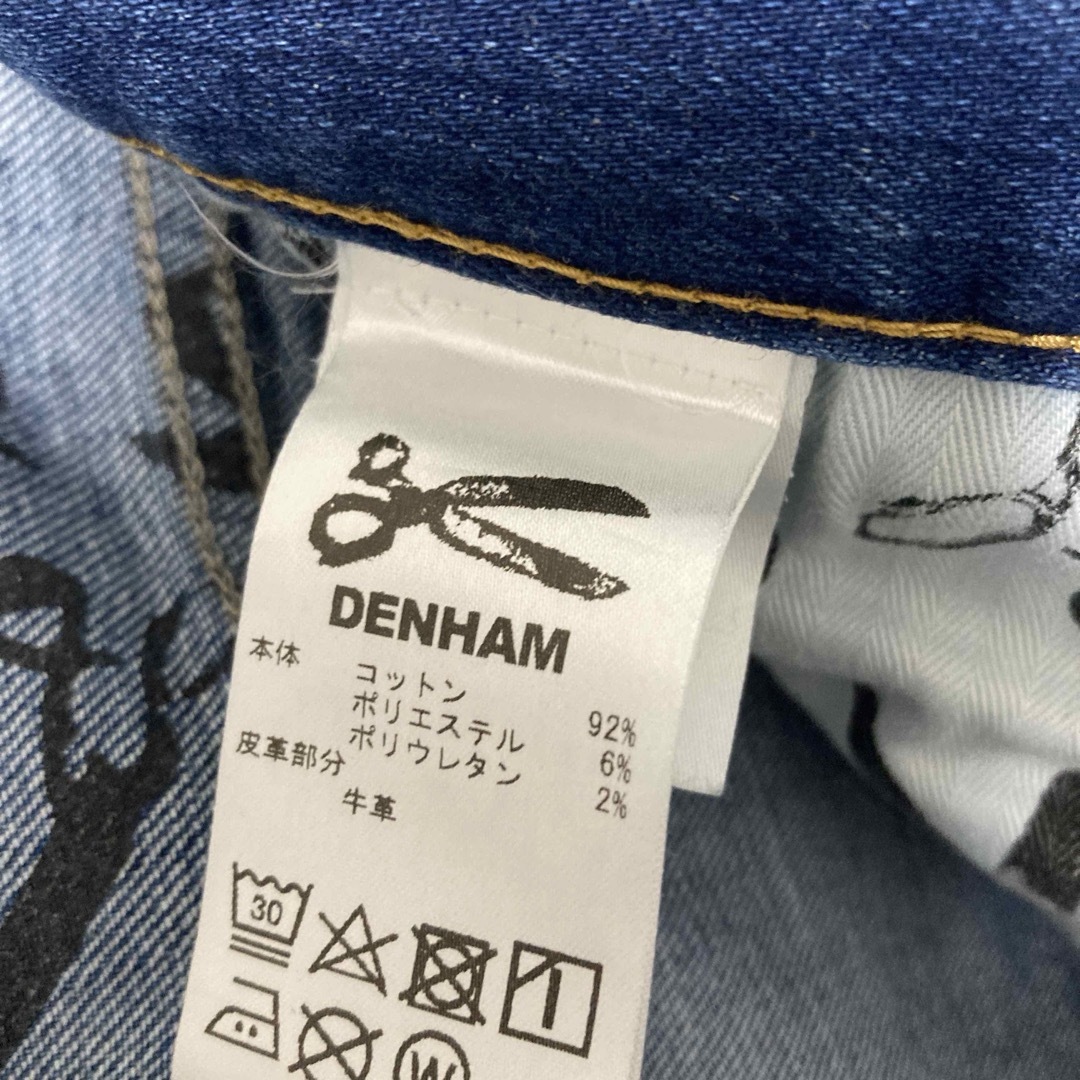 DENHAM
本体 コットン 92%
ポリエステル 6%
ポリウレタン 2%
皮革部分
牛革
30
W